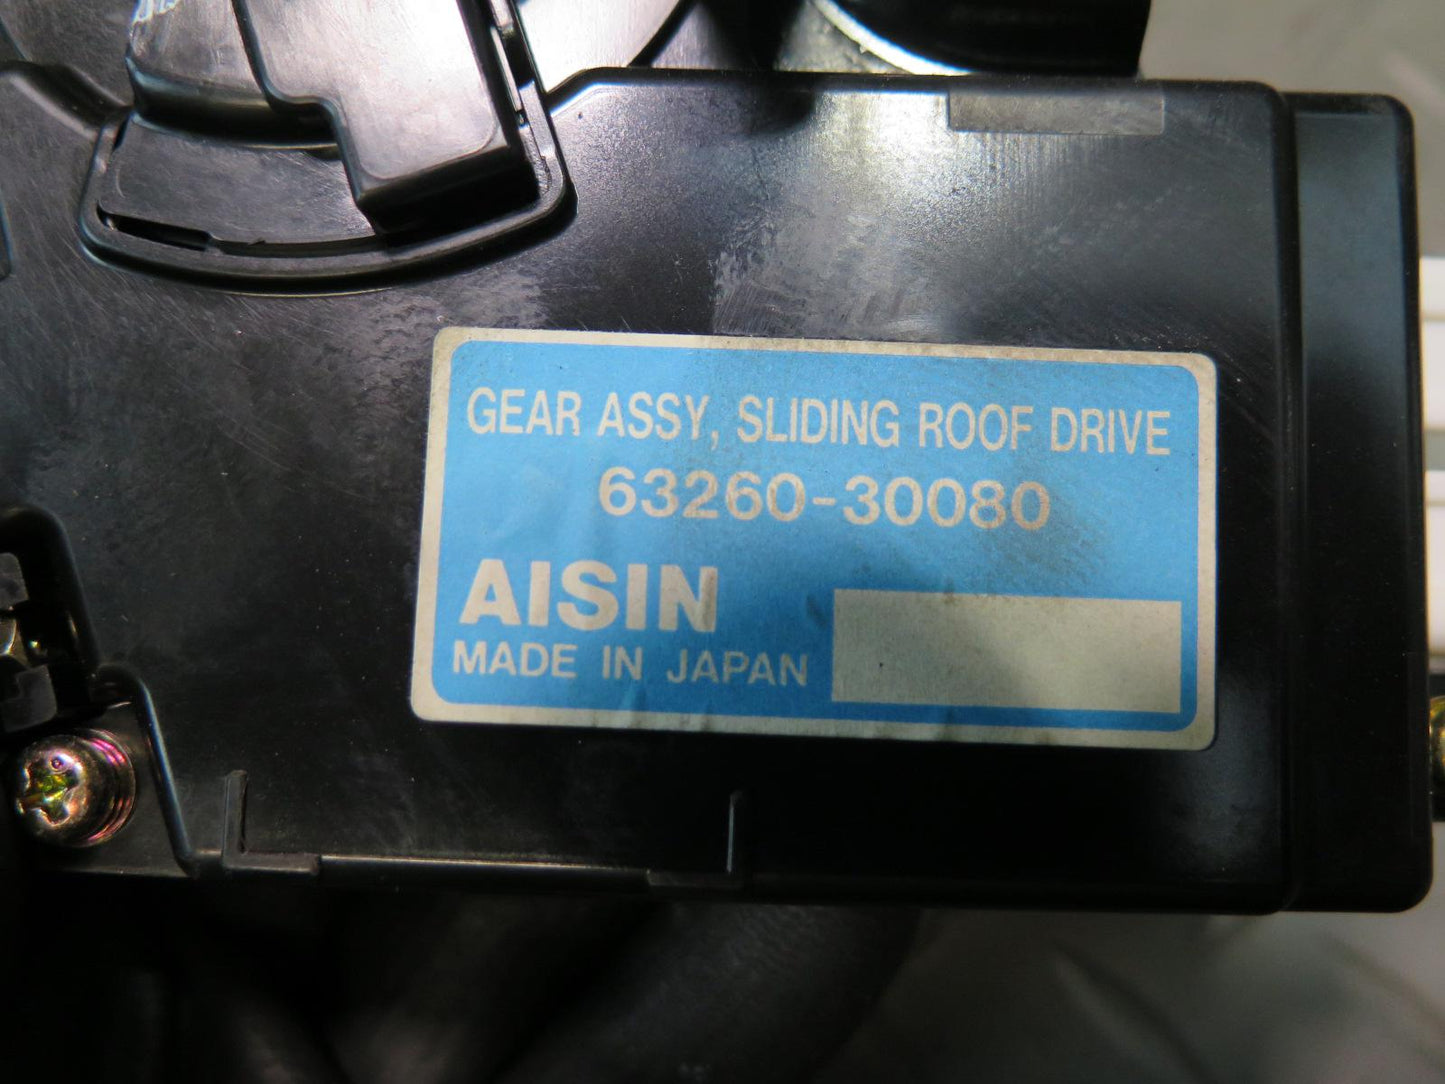 GEAR ASSY, SLIDING ROOF DRIVE
63260-30080
AISIN
MADE IN JAPAN